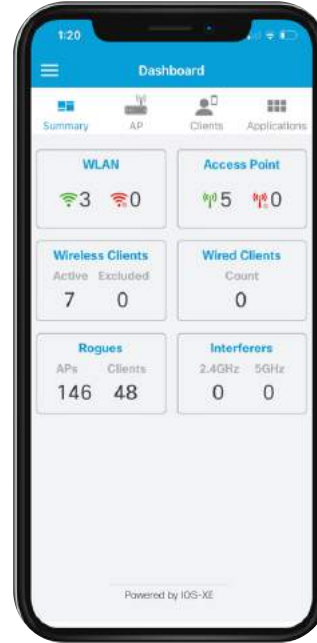 1:20
Dashboard
Summary AP Clients Applications
WLAN Access Point
3 0 5 0
Wireless Clients Wired Clients
Active Excluded Count
7 0 0
Rogues Interferers
APs Clients 2.4GHz 5GHz
146 48 0 0
Powered by IOS-XE